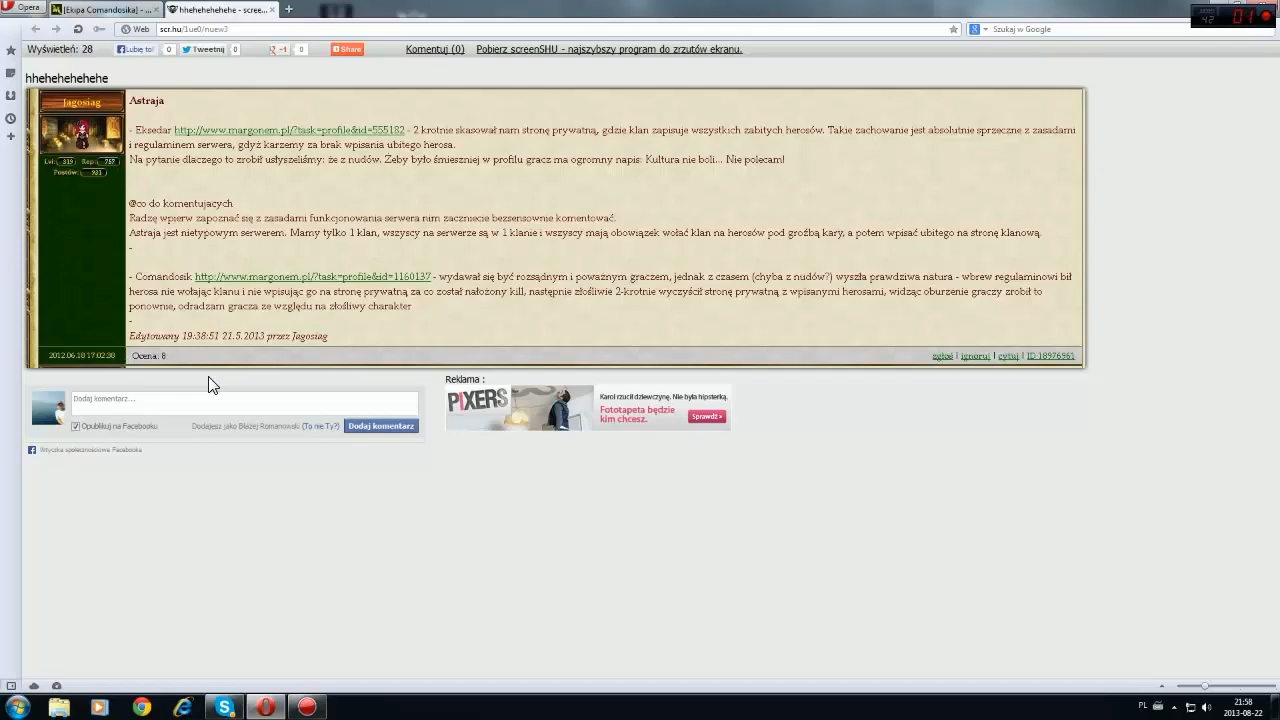 Opera
[Ekipa Comandosika] - ...
hhehehehehehe - scree...
42
01
Web
scr.hu/1ue0/nuew3
Szukaj w Google
Wyświetleń: 28
Lubię to!
0
Tweetnij
0
+1
0
Share
Komentuj (0)
Pobierz screenSHU - najszybszy program do zrzutów ekranu.
hhehehehehehe
Jagosiag
Astraja
- Eksedar http://www.margonem.pl/?task=profile&id=555182 - 2 krotnie skasował nam stronę prywatną, gdzie klan zapisuje wszystkich zabitych herosów. Takie zachowanie jest absolutnie sprzeczne z zasadami
i regulaminem serwera, gdyż karzemy za brak wpisania ubitego herosa.
Na pytanie dlaczego to zrobił usłyszeliśmy: że z nudów. Żeby było śmieszniej w profilu gracz ma ogromny napis: Kultura nie boli... Nie polecam!
Lvl: 319 Rep: 757
Postów: 931
@co do komentujacych
Radzę wpierw zapoznać się z zasadami funkcjonowania serwera nim zaczniecie bezsensownie komentować.
Astraja jest nietypowym serwerem. Mamy tylko 1 klan, wszyscy na serwerze są w 1 klanie i wszyscy mają obowiązek wołać klan na herosów pod groźbą kary, a potem wpisać ubitego na stronę klanową.
-
- Comandosik http://www.margonem.pl/?task=profile&id=1160137 - wydawał się być rozsądnym i poważnym graczem, jednak z czasem (chyba z nudów?) wyszła prawdziwa natura - wbrew regulaminowi bił
herosa nie wołając klanu i nie wpisując go na stronę prywatną za co został nałożony kill, następnie złośliwie 2-krotnie wyczyścił stronę prywatną z wpisanymi herosami, widząc oburzenie graczy zrobił to
ponownie, odradzam gracza ze względu na złośliwy charakter
-
Edytowany 19:38:51 21.5.2013 przez Jagosiag
2012.06.18 17:02:38
Ocena: 8
zgłoś | ignoruj | cytuj | ID:18976961
Reklama :
Dodaj komentarz...
Opublikuj na Facebooku
Dodajesz jako Błażej Romanowski (To nie Ty?)
Dodaj komentarz
PIXERS
Karol rzucił dziewczynę. Nie była hipsterką.
Fototapeta będzie
kim chcesz.
Sprawdź »
Wtyczka społecznościowa Facebooka
PL
21:58
2013-08-22